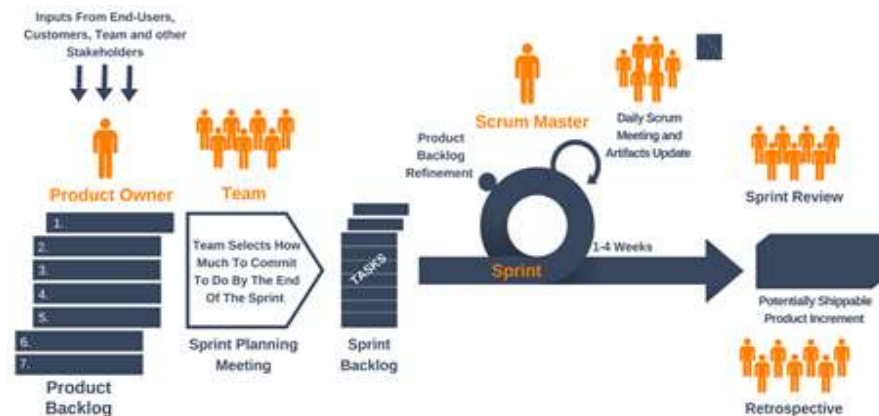 Inputs From End-Users,
Customers, Team and other
Stakeholders
Product Owner
1.
2.
3.
4.
5.
6.
7.
Product
Backlog
Team
Team Selects How
Much To Commit
To Do By The End
Of The Sprint
Sprint Planning
Meeting
TASKS
Sprint
Backlog
Scrum Master
Product
Backlog
Refinement
Daily Scrum
Meeting and
Artifacts Update
Sprint
1-4 Weeks
Sprint Review
Potentially Shippable
Product Increment
Retrospective